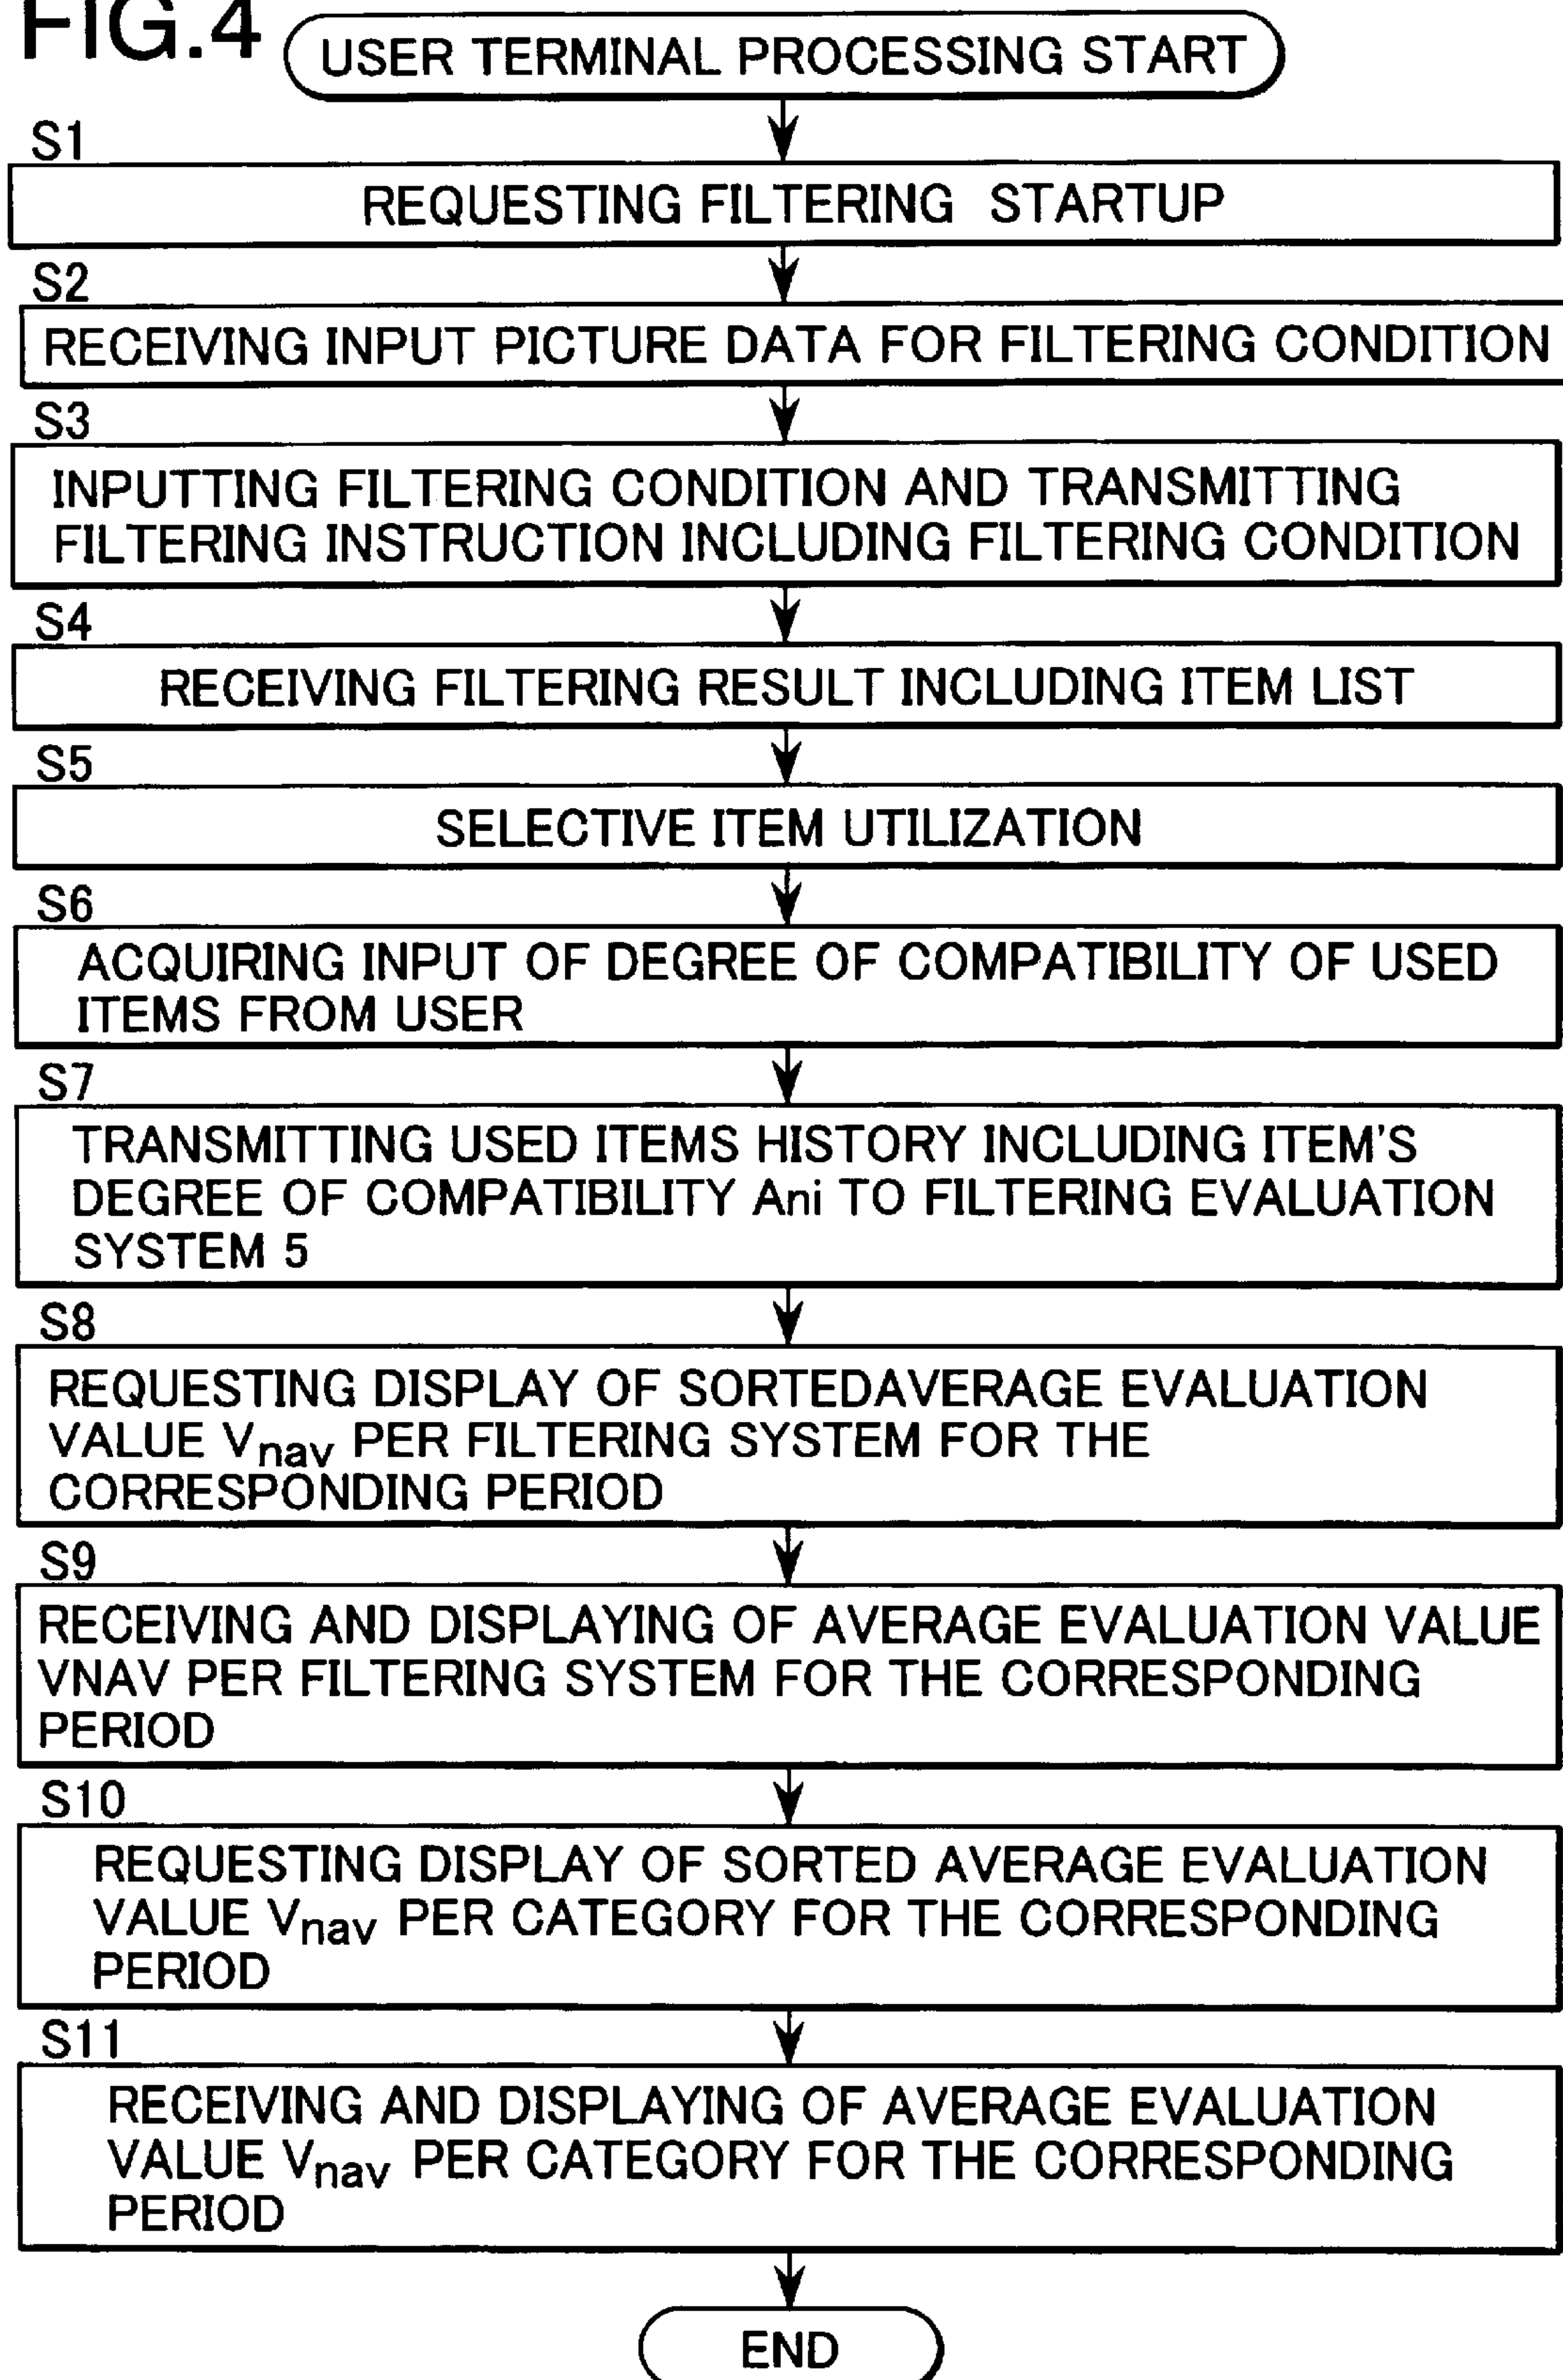 FIG.4
USER TERMINAL PROCESSING START
S1
REQUESTING FILTERING STARTUP
S2
RECEIVING INPUT PICTURE DATA FOR FILTERING CONDITION
S3
INPUTTING FILTERING CONDITION AND TRANSMITTING
FILTERING INSTRUCTION INCLUDING FILTERING CONDITION
S4
RECEIVING FILTERING RESULT INCLUDING ITEM LIST
S5
SELECTIVE ITEM UTILIZATION
S6
ACQUIRING INPUT OF DEGREE OF COMPATIBILITY OF USED
ITEMS FROM USER
S7
TRANSMITTING USED ITEMS HISTORY INCLUDING ITEM'S
DEGREE OF COMPATIBILITY Ani TO FILTERING EVALUATION
SYSTEM 5
S8
REQUESTING DISPLAY OF SORTEDAVERAGE EVALUATION
VALUE Vnav PER FILTERING SYSTEM FOR THE
CORRESPONDING PERIOD
S9
RECEIVING AND DISPLAYING OF AVERAGE EVALUATION VALUE
VNAV PER FILTERING SYSTEM FOR THE CORRESPONDING
PERIOD
S10
REQUESTING DISPLAY OF SORTED AVERAGE EVALUATION
VALUE Vnav PER CATEGORY FOR THE CORRESPONDING
PERIOD
S11
RECEIVING AND DISPLAYING OF AVERAGE EVALUATION
VALUE Vnav PER CATEGORY FOR THE CORRESPONDING
PERIOD
END